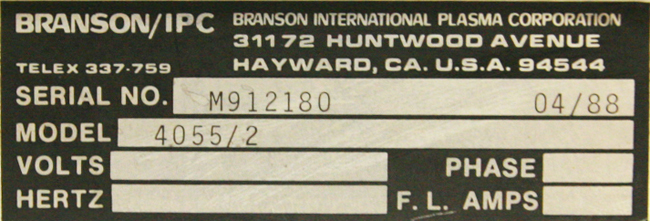 BRANSON/IPC BRANSON INTERNATIONAL PLASMA CORPORATION
31172 HUNTWOOD AVENUE
TELEX 337-759 HAYWARD, CA. U.S.A. 94544
SERIAL NO. M912180 04/88
MODEL 4055/2
VOLTS PHASE
HERTZ F. L. AMPS